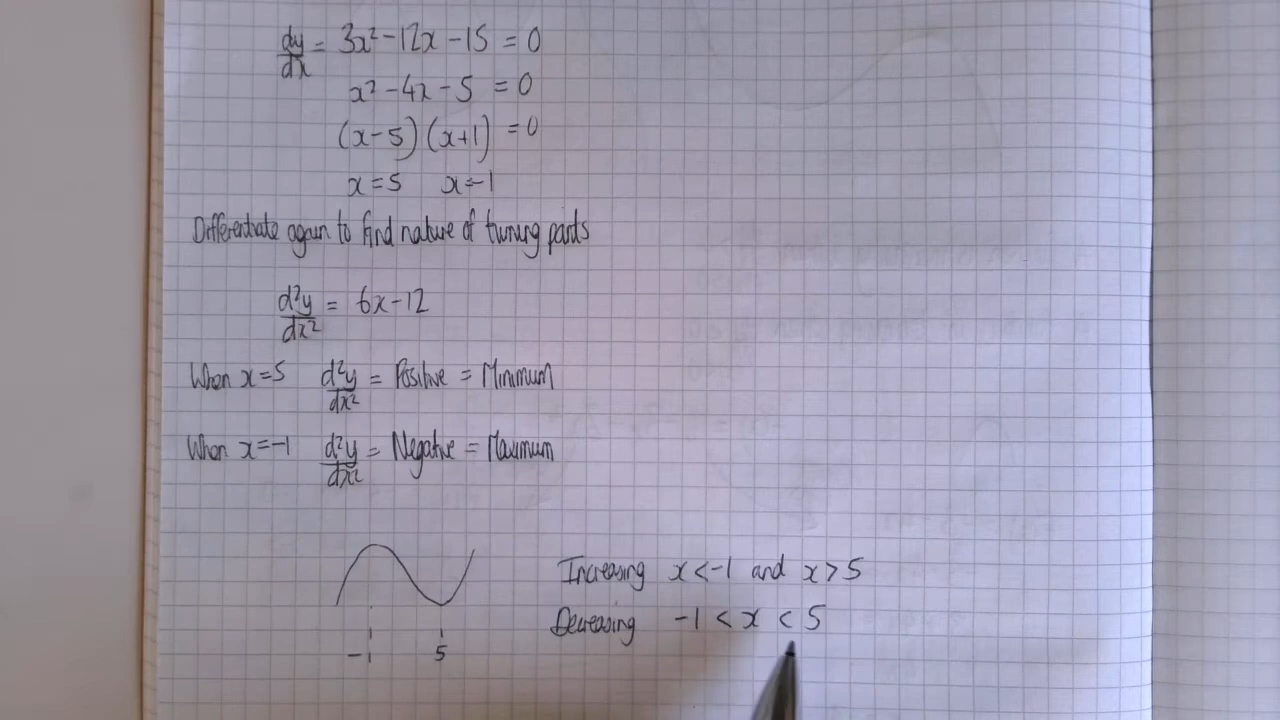 dy/dx = 3x² - 12x - 15 = 0
x² - 4x - 5 = 0
(x - 5)(x+1) = 0
x = 5 x = -1
Differentiate again to find nature of turning points
d²y/dx² = 6x - 12
When x = 5 d²y/dx² = Positive = Minimum
When x = -1 d²y/dx² = Negative = Maximum
Increasing x < -1 and x > 5
Decreasing -1 < x < 5
-1 5